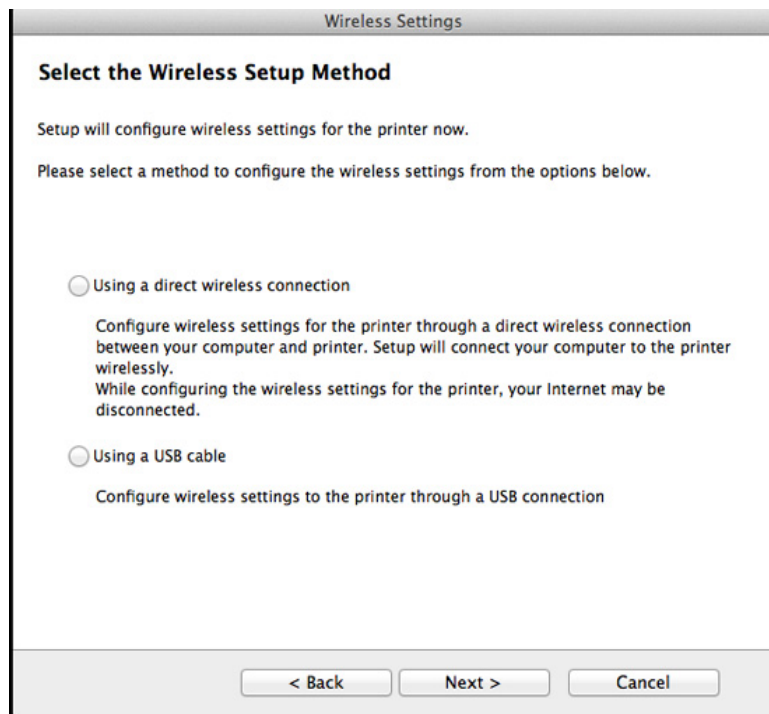 Wireless Settings
Select the Wireless Setup Method
Setup will configure wireless settings for the printer now.
Please select a method to configure the wireless settings from the options below.
Using a direct wireless connection
Configure wireless settings for the printer through a direct wireless connection
between your computer and printer. Setup will connect your computer to the printer
wirelessly.
While configuring the wireless settings for the printer, your Internet may be
disconnected.
Using a USB cable
Configure wireless settings to the printer through a USB connection
< Back Next > Cancel